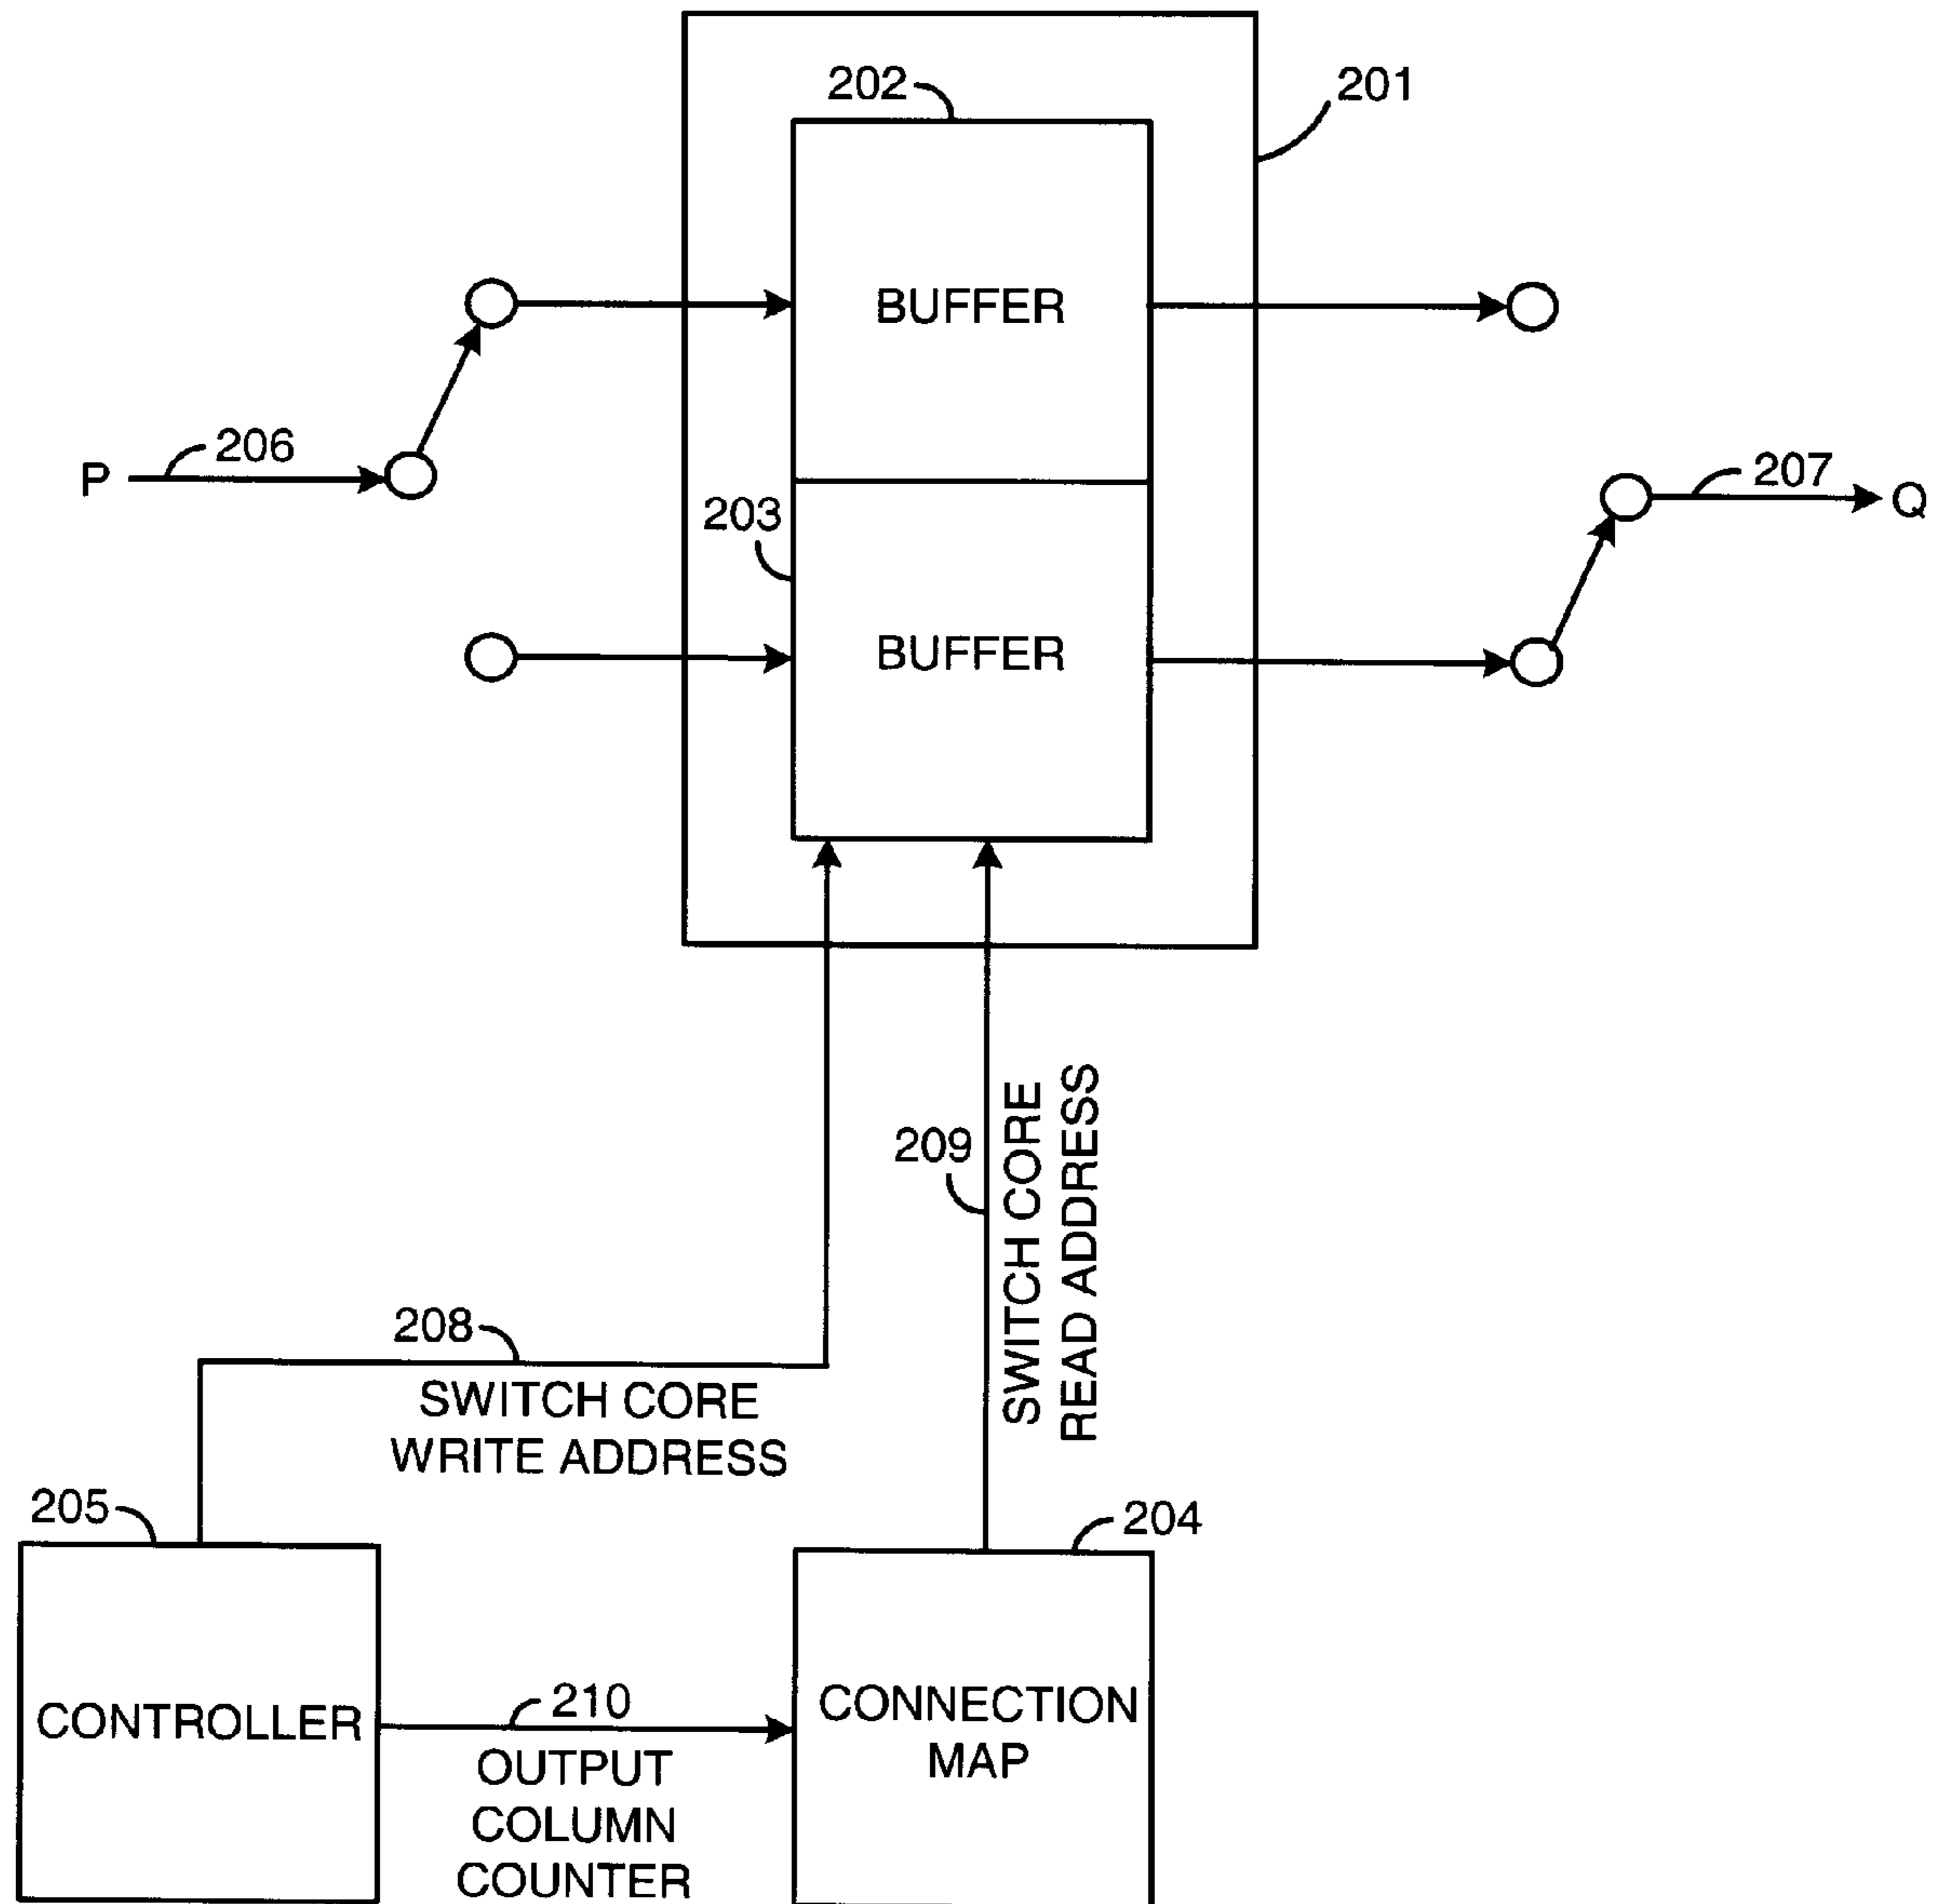 202
201
BUFFER
206
P
207
Q
203
BUFFER
209
SWITCH CORE
READ ADDRESS
208
SWITCH CORE
WRITE ADDRESS
205
204
CONTROLLER
210
OUTPUT
COLUMN
COUNTER
CONNECTION
MAP